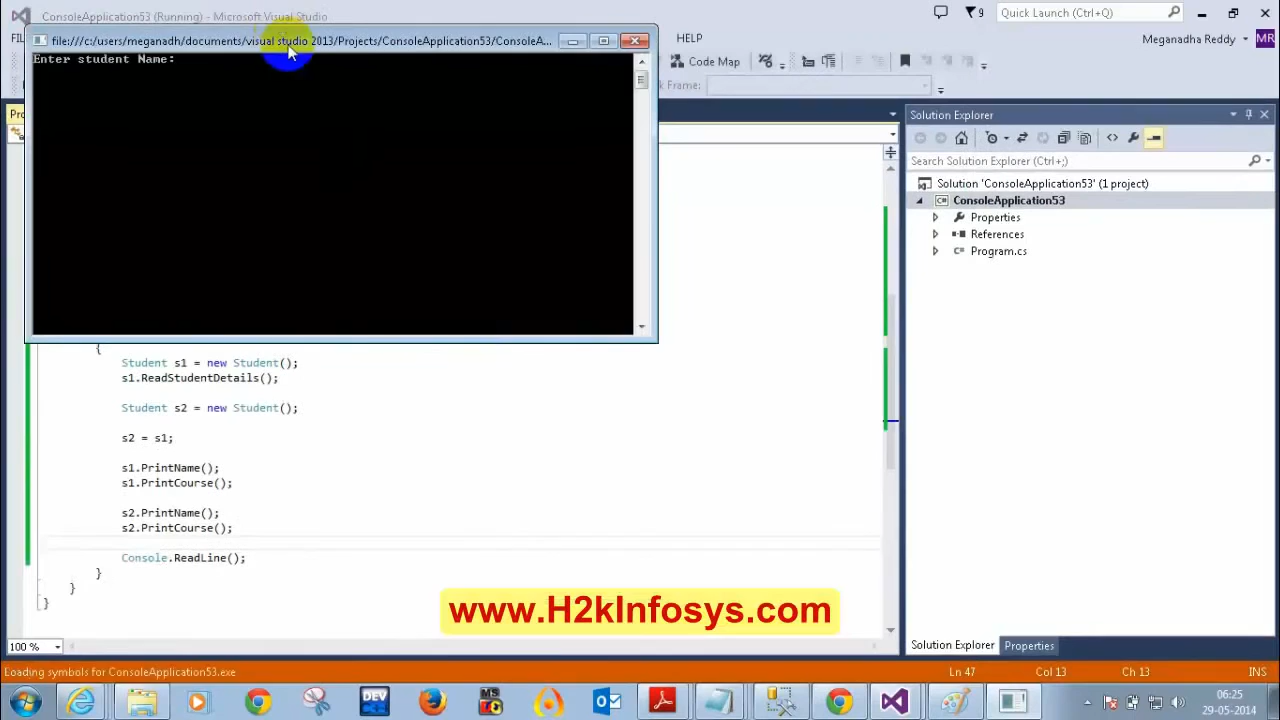 ConsoleApplication53 (Running) - Microsoft Visual Studio
9
Quick Launch (Ctrl+Q)
file:///c:/users/meganadh/documents/visual studio 2013/Projects/ConsoleApplication53/ConsoleA...
HELP
Meganadha Reddy
MR
Enter student Name:
Code Map
Solution Explorer
Search Solution Explorer (Ctrl+;)
Solution 'ConsoleApplication53' (1 project)
ConsoleApplication53
Properties
References
Program.cs
{
Student s1 = new Student();
s1.ReadStudentDetails();
Student s2 = new Student();
s2 = s1;
s1.PrintName();
s1.PrintCourse();
s2.PrintName();
s2.PrintCourse();
Console.ReadLine();
}
}
}
www.H2kInfosys.com
100 %
Solution Explorer
Properties
Loading symbols for ConsoleApplication53.exe
Ln 47
Col 13
Ch 13
INS
DEV
MS
06:25
29-05-2014